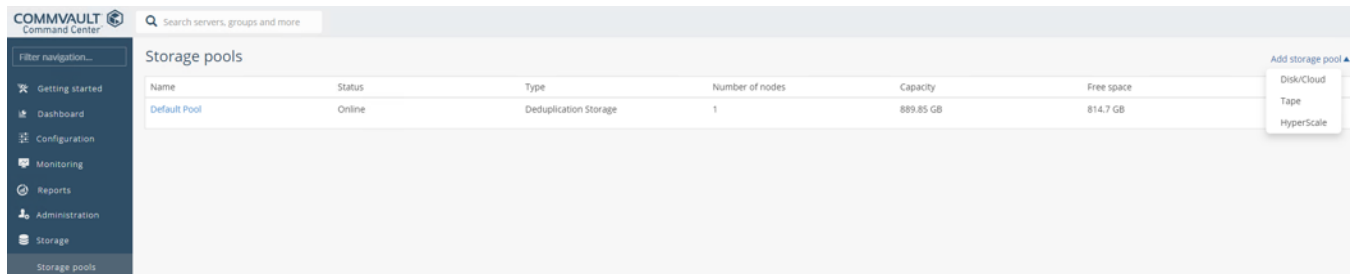 COMMVAULT
Command Center
Search servers, groups and more
Filter navigation...
Getting started
Dashboard
Configuration
Monitoring
Reports
Administration
Storage
Storage pools
Storage pools
Add storage pool
Name Status Type Number of nodes Capacity Free space
Default Pool Online Deduplication Storage 1 889.85 GB 814.7 GB
Disk/Cloud
Tape
HyperScale